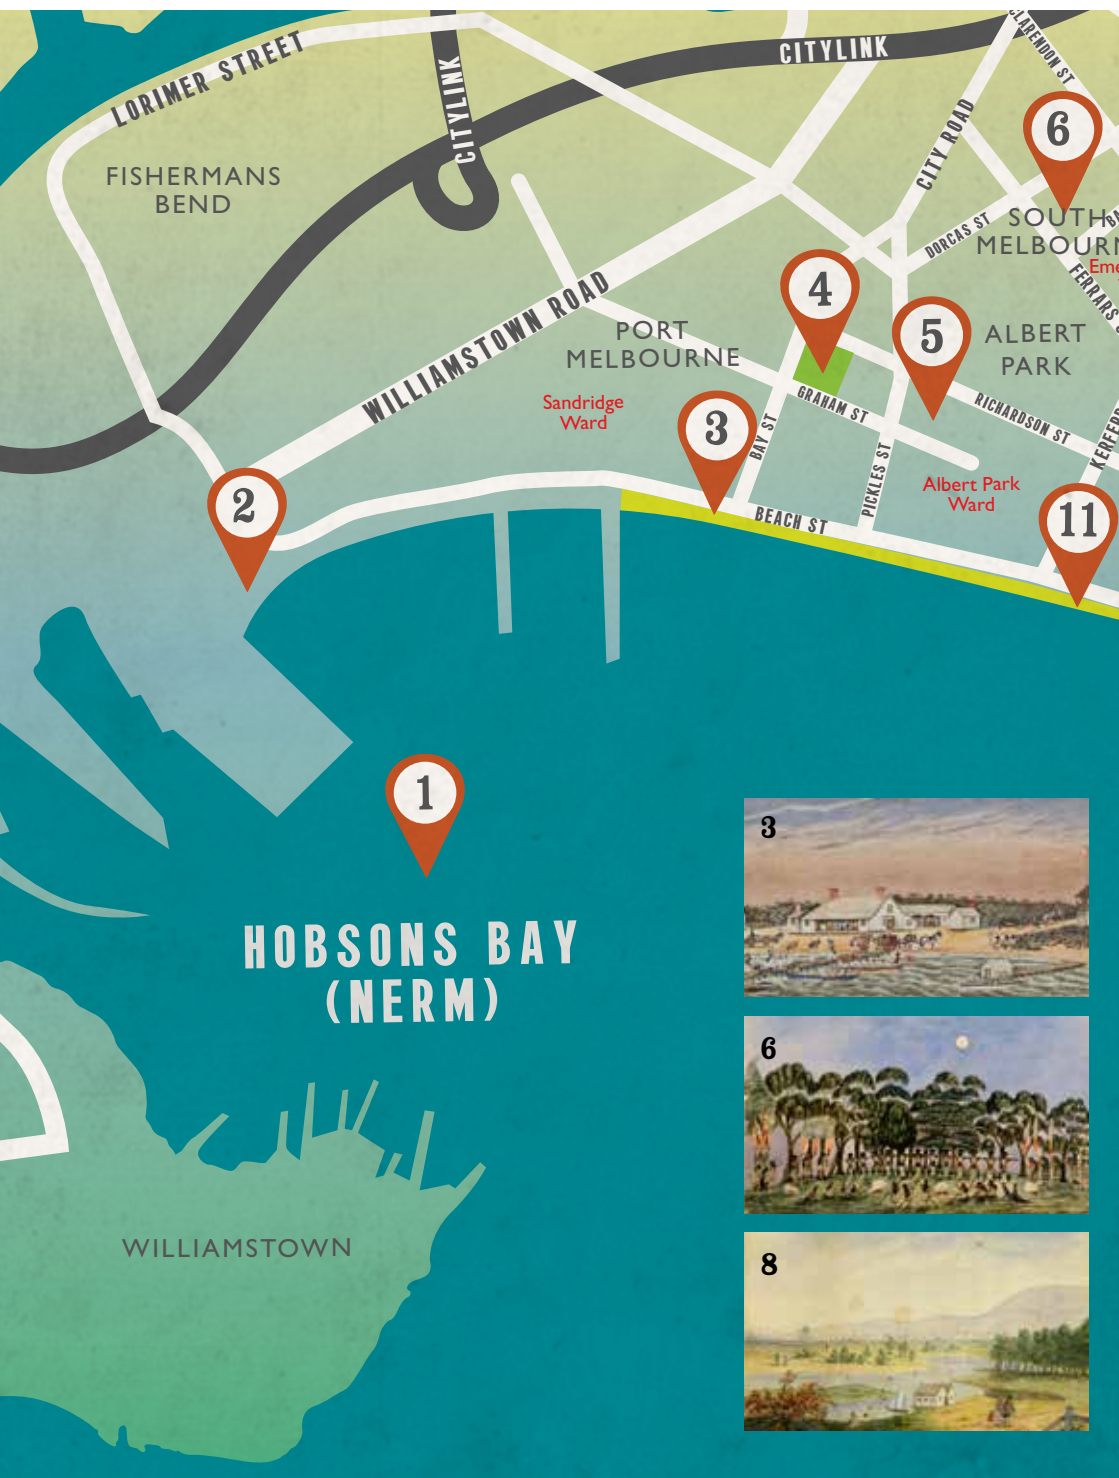 CLARENDON ST
CITYLINK
LORIMER STREET
CITYLINK
6
CITY ROAD
FISHERMANS
BEND
SOUTH
DORCAS ST
4
FERRARS
WILLIAMSTOWN ROAD
PORT
MELBOURNE
5
ALBERT
PARK
Sandridge
Ward
3
GRAHAM ST
RICHARDSON ST
BAY ST
PICKLES ST
Albert Park
Ward
2
BEACH ST
11
1
HOBSONS BAY
(NERM)
3
6
8
WILLIAMSTOWN